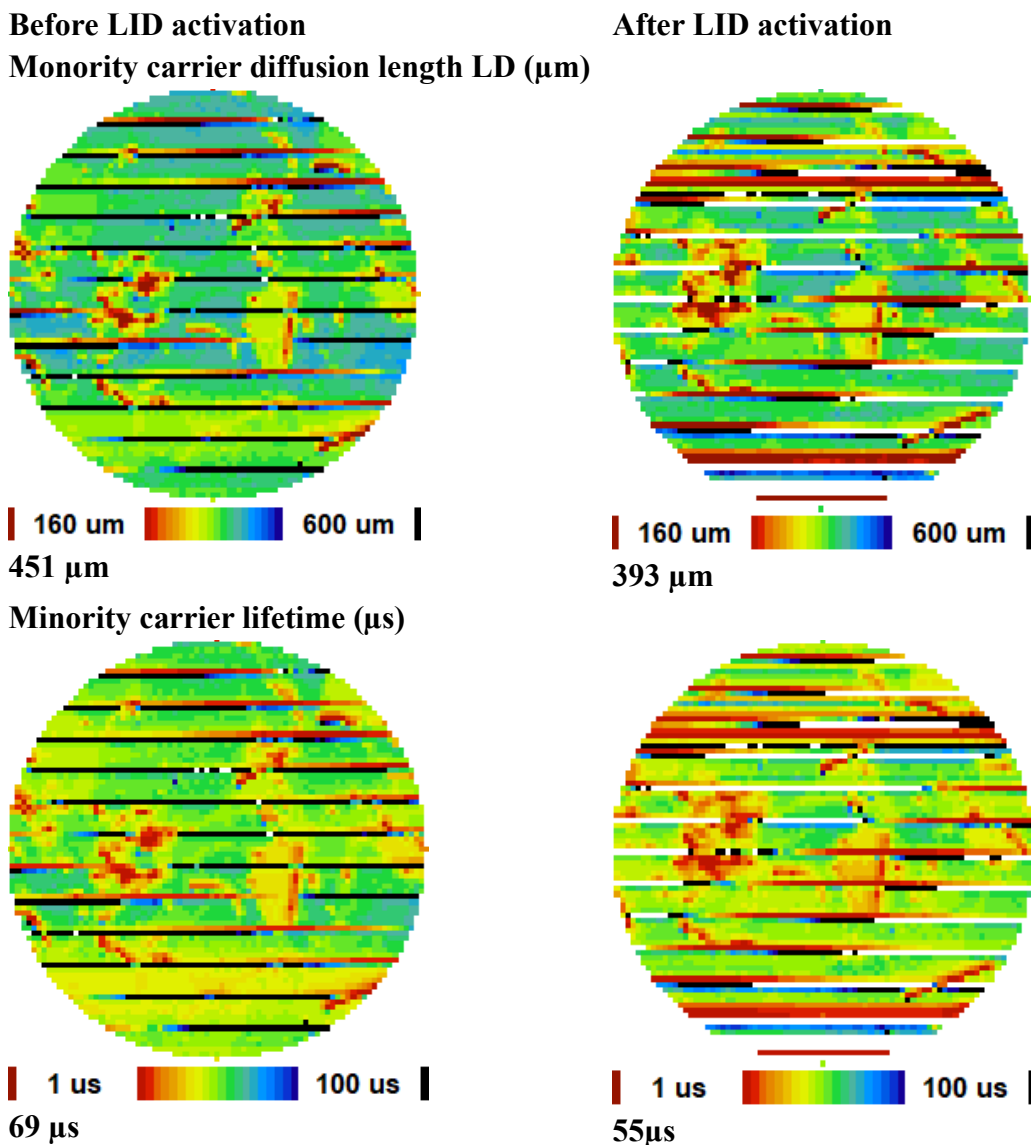 Before LID activation
After LID activation
Monority carrier diffusion length LD (µm)
160 um 600 um
160 um 600 um
451 µm
393 µm
Minority carrier lifetime (µs)
1 us 100 us
1 us 100 us
69 µs
55µs